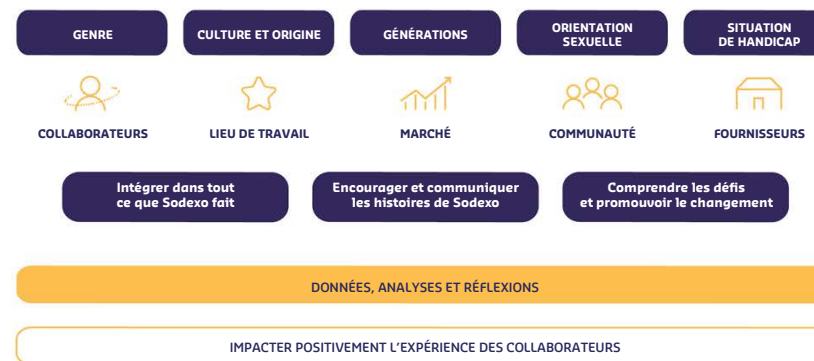 GENRE
CULTURE ET ORIGINE
GÉNÉRATIONS
ORIENTATION
SEXUELLE
SITUATION
DE HANDICAP
COLLABORATEURS
LIEU DE TRAVAIL
MARCHÉ
COMMUNAUTÉ
FOURNISSEURS
Intégrer dans tout
ce que Sodexo fait
Encourager et communiquer
les histoires de Sodexo
Comprendre les défis
et promouvoir le changement
DONNÉES, ANALYSES ET RÉFLEXIONS
IMPACTER POSITIVEMENT L'EXPÉRIENCE DES COLLABORATEURS